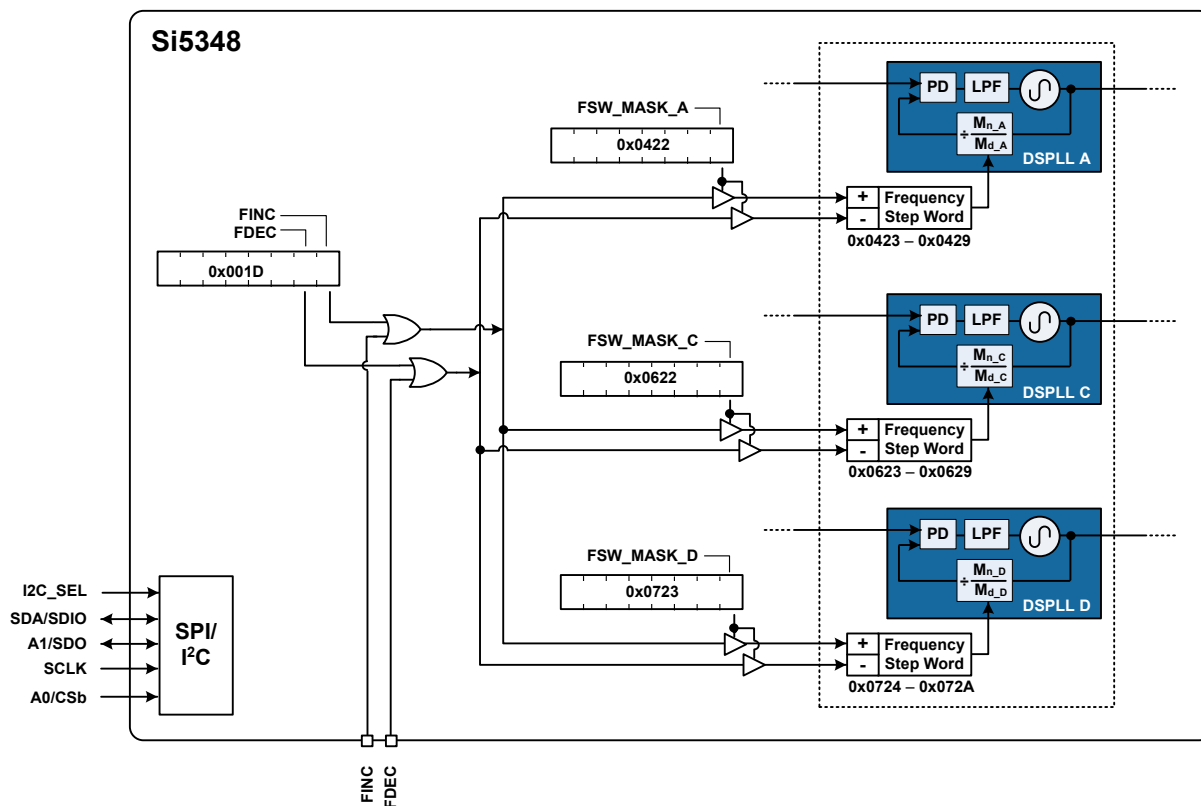 Si5348
FSW_MASK_A
0x0422
PD
LPF
÷ Mn_A
Md_A
DSPLL A
+ Frequency
- Step Word
0x0423 – 0x0429
FINC
FDEC
0x001D
FSW_MASK_C
0x0622
PD
LPF
÷ Mn_C
Md_C
DSPLL C
+ Frequency
- Step Word
0x0623 – 0x0629
FSW_MASK_D
0x0723
PD
LPF
÷ Mn_D
Md_D
DSPLL D
+ Frequency
- Step Word
0x0724 – 0x072A
I2C_SEL
SDA/SDIO
A1/SDO
SCLK
A0/CSb
SPI/
I²C
FINC
FDEC